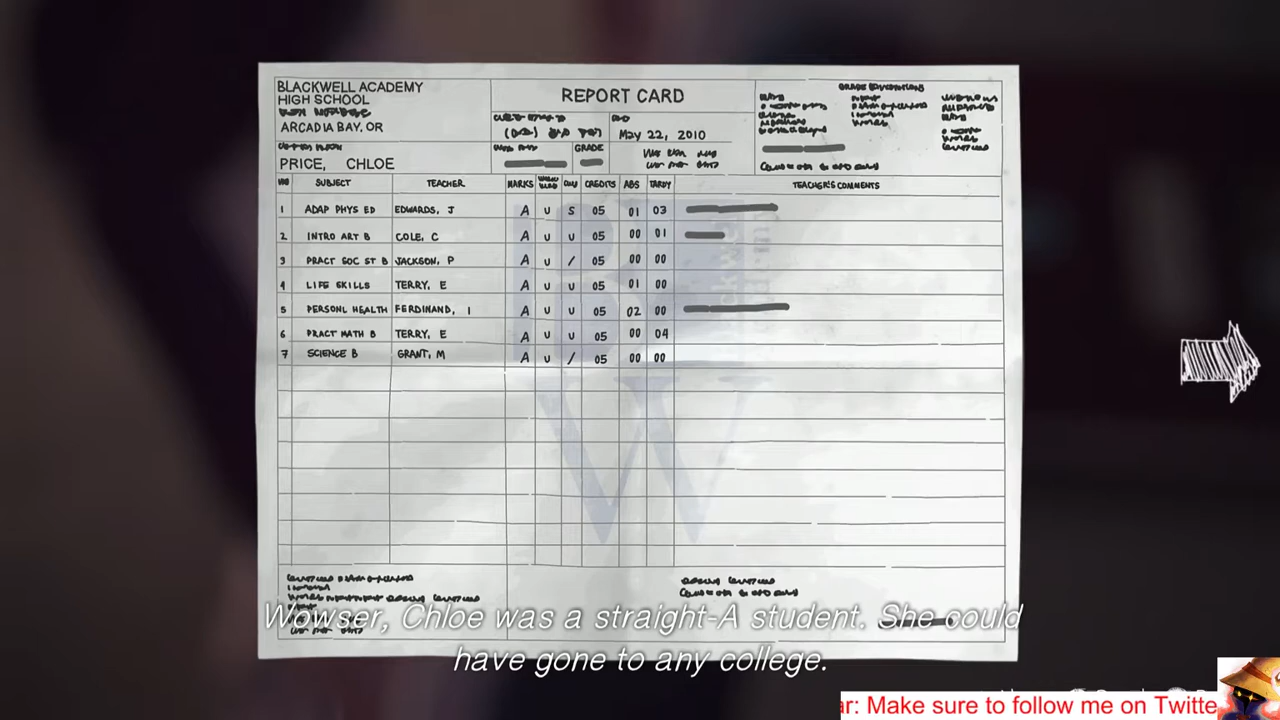 BLACKWELL ACADEMY
HIGH SCHOOL
ARCADIA BAY, OR
REPORT CARD
May 22, 2010
PRICE, CHLOE
GRADE
SUBJECT TEACHER MARKS CREDITS ABS TARDY TEACHER'S COMMENTS
1 ADAP PHYS ED EDWARDS, J A U S 05 01 03
2 INTRO ART B COLE, C A U U 05 00 01
3 PRACT SOC ST B JACKSON, P A U / 05 00 00
4 LIFE SKILLS TERRY, E A U U 05 01 00
5 PERSONL HEALTH FERDINAND, I A U U 05 02 00
6 PRACT MATH B TERRY, E A U U 05 00 04
7 SCIENCE B GRANT, M A U / 05 00 00
Wowser, Chloe was a straight-A student. She could
have gone to any college.
ar: Make sure to follow me on Twitte